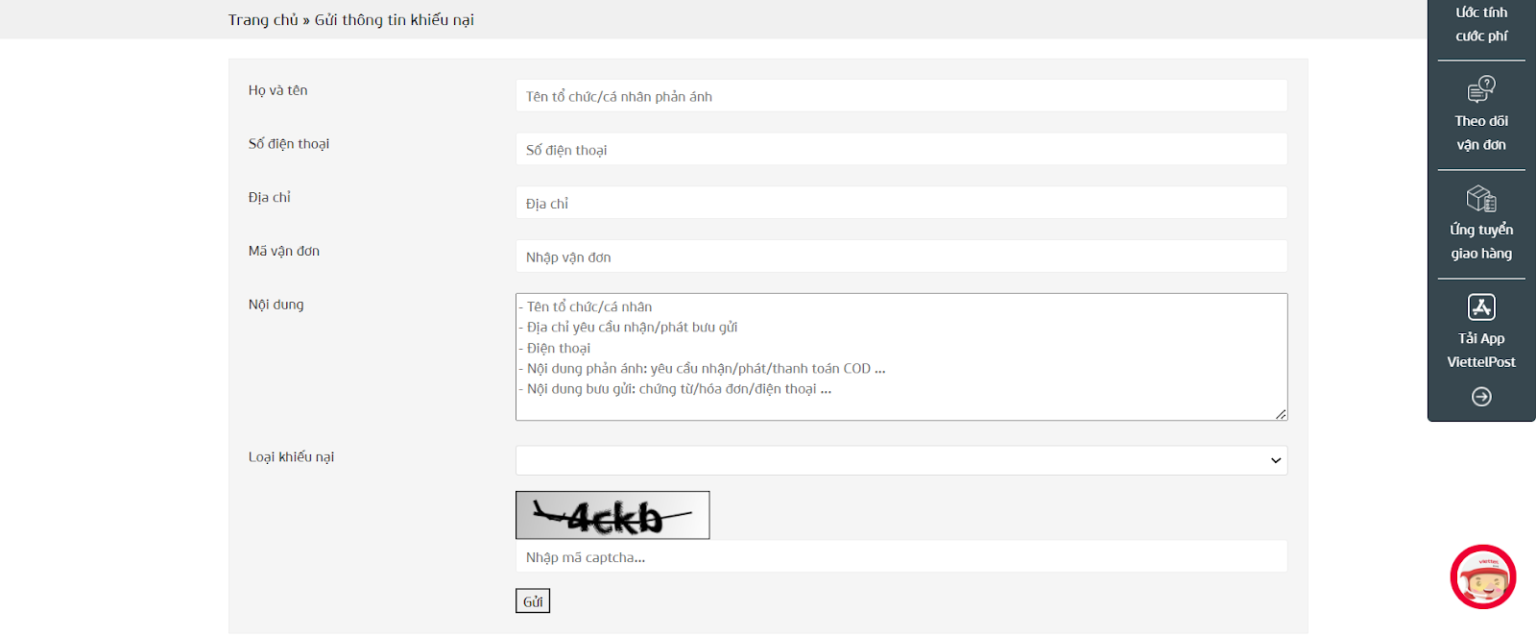 Trang chủ » Gửi thông tin khiếu nại
Họ và tên
Tên tổ chức/cá nhân phản ánh
Số điện thoại
Số điện thoại
Địa chỉ
Địa chỉ
Mã vận đơn
Nhập vận đơn
Nội dung
- Tên tổ chức/cá nhân
- Địa chỉ yêu cầu nhận/phát bưu gửi
- Điện thoại
- Nội dung phản ánh: yêu cầu nhận/phát/thanh toán COD ...
- Nội dung bưu gửi: chứng từ/hóa đơn/điện thoại ...
Loại khiếu nại
4ckb
Nhập mã captcha...
Gửi
Ước tính
cước phí
Theo dõi
vận đơn
Ứng tuyển
giao hàng
Tải App
ViettelPost
viettel